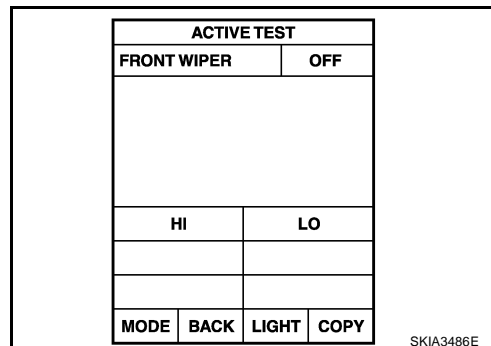 ACTIVE TEST
FRONT WIPER OFF
HI LO
MODE BACK LIGHT COPY
SKIA3486E